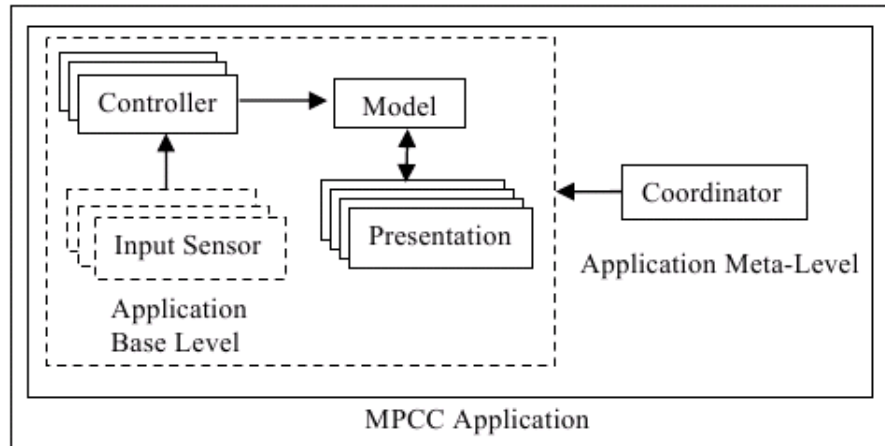 Controller
Model
Input Sensor
Presentation
Coordinator
Application Meta-Level
Application
Base Level
MPCC Application